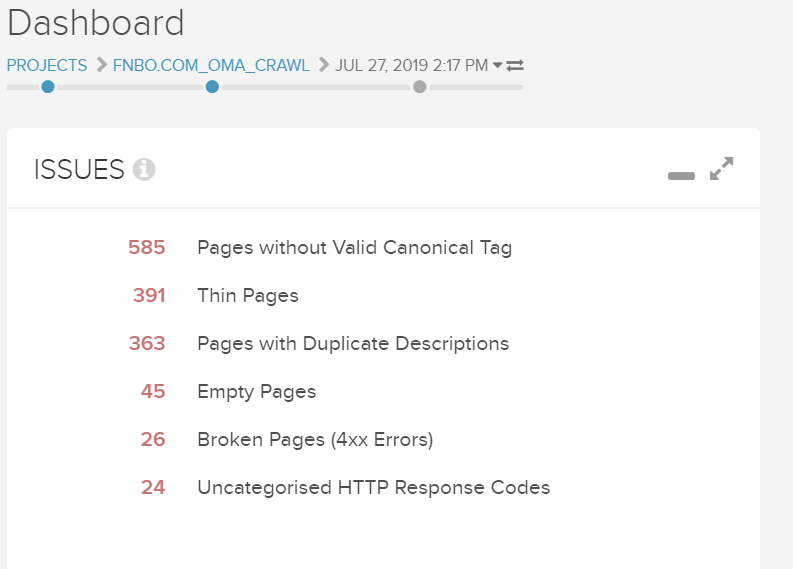 Dashboard
PROJECTS FNBO.COM_OMA_CRAWL JUL 27, 2019 2:17 PM
ISSUES
585 Pages without Valid Canonical Tag
391 Thin Pages
363 Pages with Duplicate Descriptions
45 Empty Pages
26 Broken Pages (4xx Errors)
24 Uncategorised HTTP Response Codes